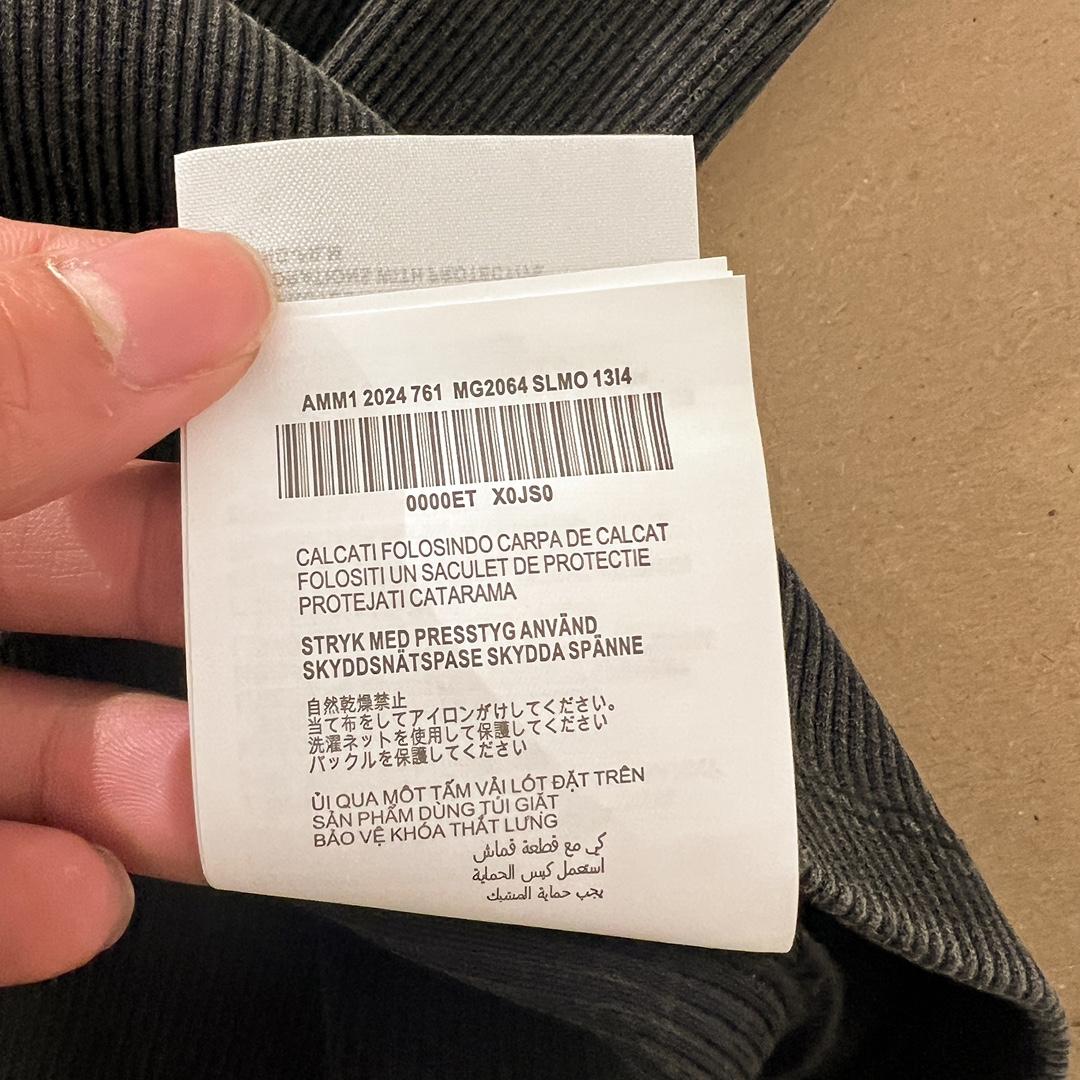 DECORATIONS WITH PROTECTIVE
AMM1 2024 761 MG2064 SLMO 13I4
0000ET X0JS0
CALCATI FOLOSINDO CARPA DE CALCAT
FOLOSITI UN SACULET DE PROTECTIE
PROTEJATI CATARAMA
STRYK MED PRESSTYG ANVÄND
SKYDDSNÄTSPASE SKYDDA SPÄNNE
自然乾燥禁止
当て布をしてアイロンがけしてください。
洗濯ネットを使用して保護してください
バックルを保護してください
ỦI QUA MỘT TẤM VẢI LÓT ĐẶT TRÊN
SẢN PHẨM DÙNG TÚI GIẶT
BẢO VỆ KHÓA THẮT LƯNG
كي مع قطعة قماش
استعمل كيس الحماية
يجب حماية المشبك